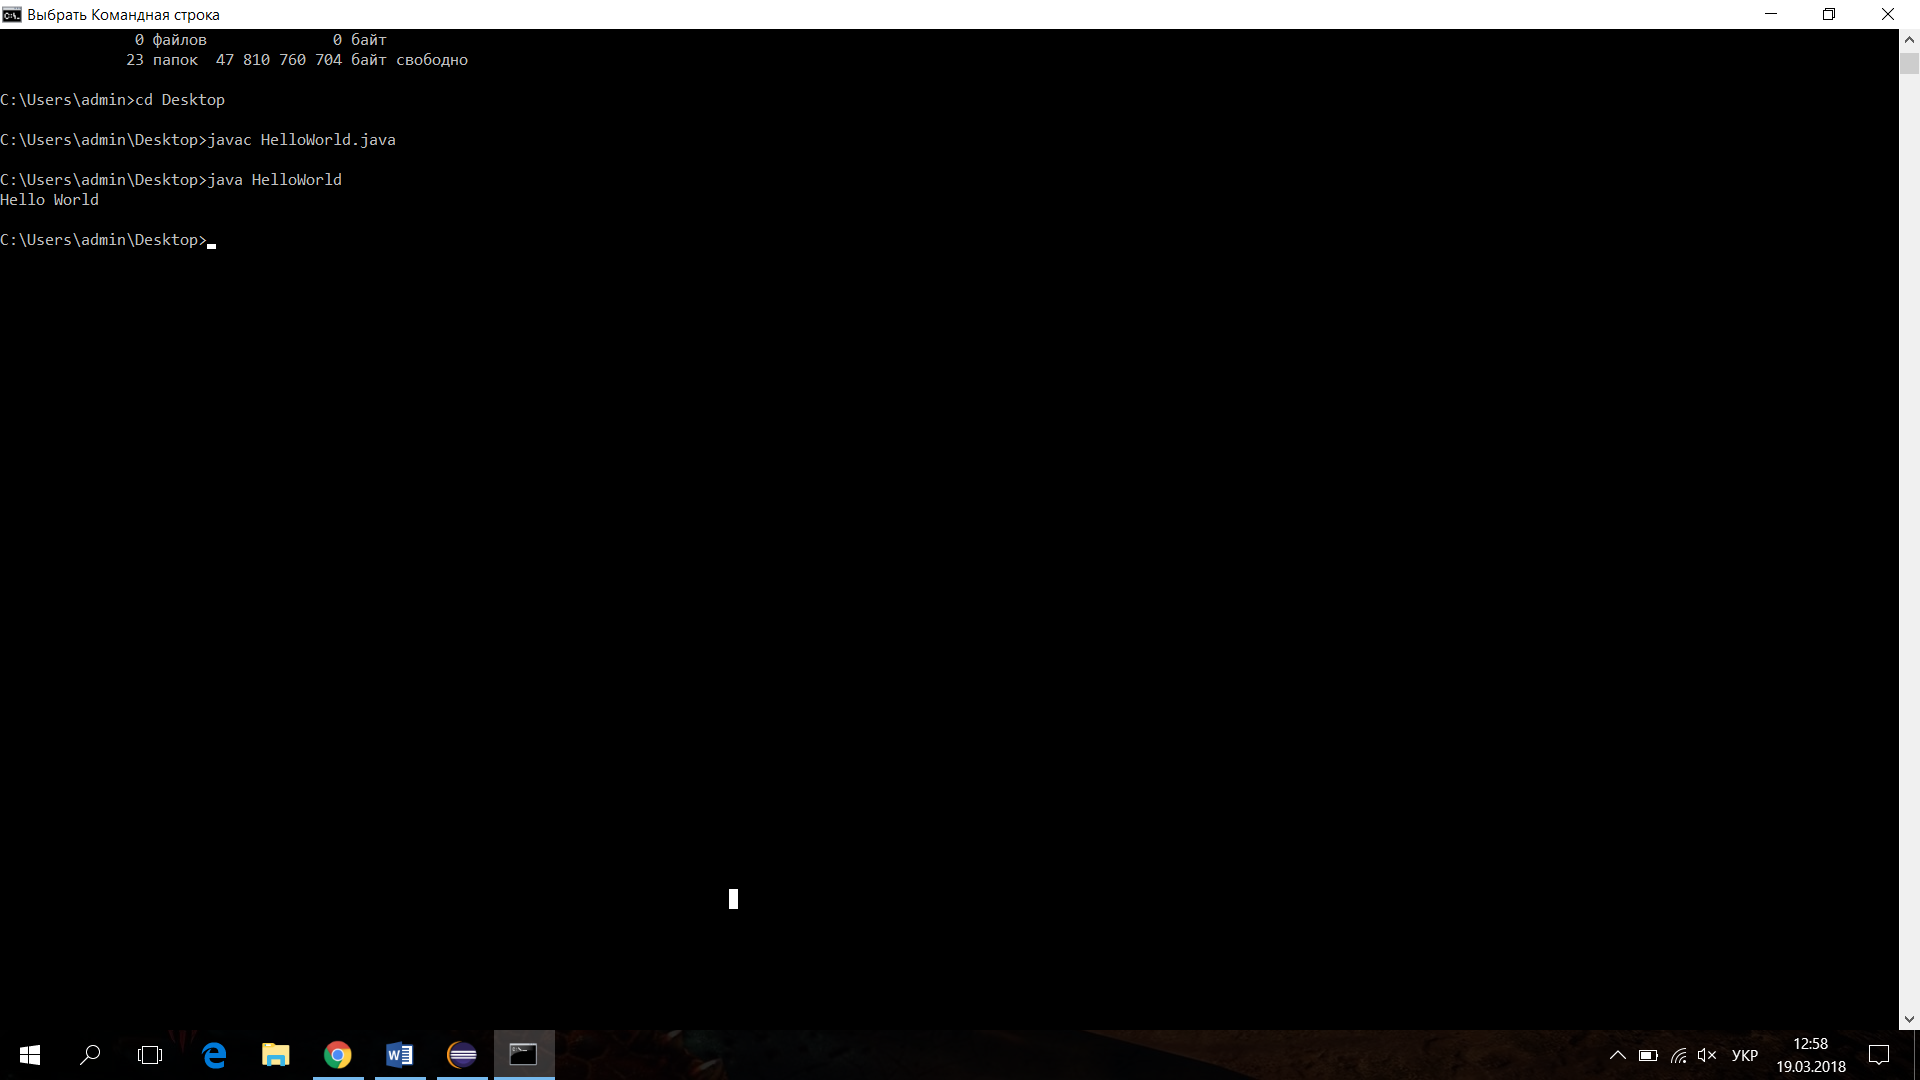 Выбрать Командная строка
0 файлов 0 байт
23 папок 47 810 760 704 байт свободно
C:\Users\admin>cd Desktop
C:\Users\admin\Desktop>javac HelloWorld.java
C:\Users\admin\Desktop>java HelloWorld
Hello World
C:\Users\admin\Desktop>
УКР
12:58
19.03.2018